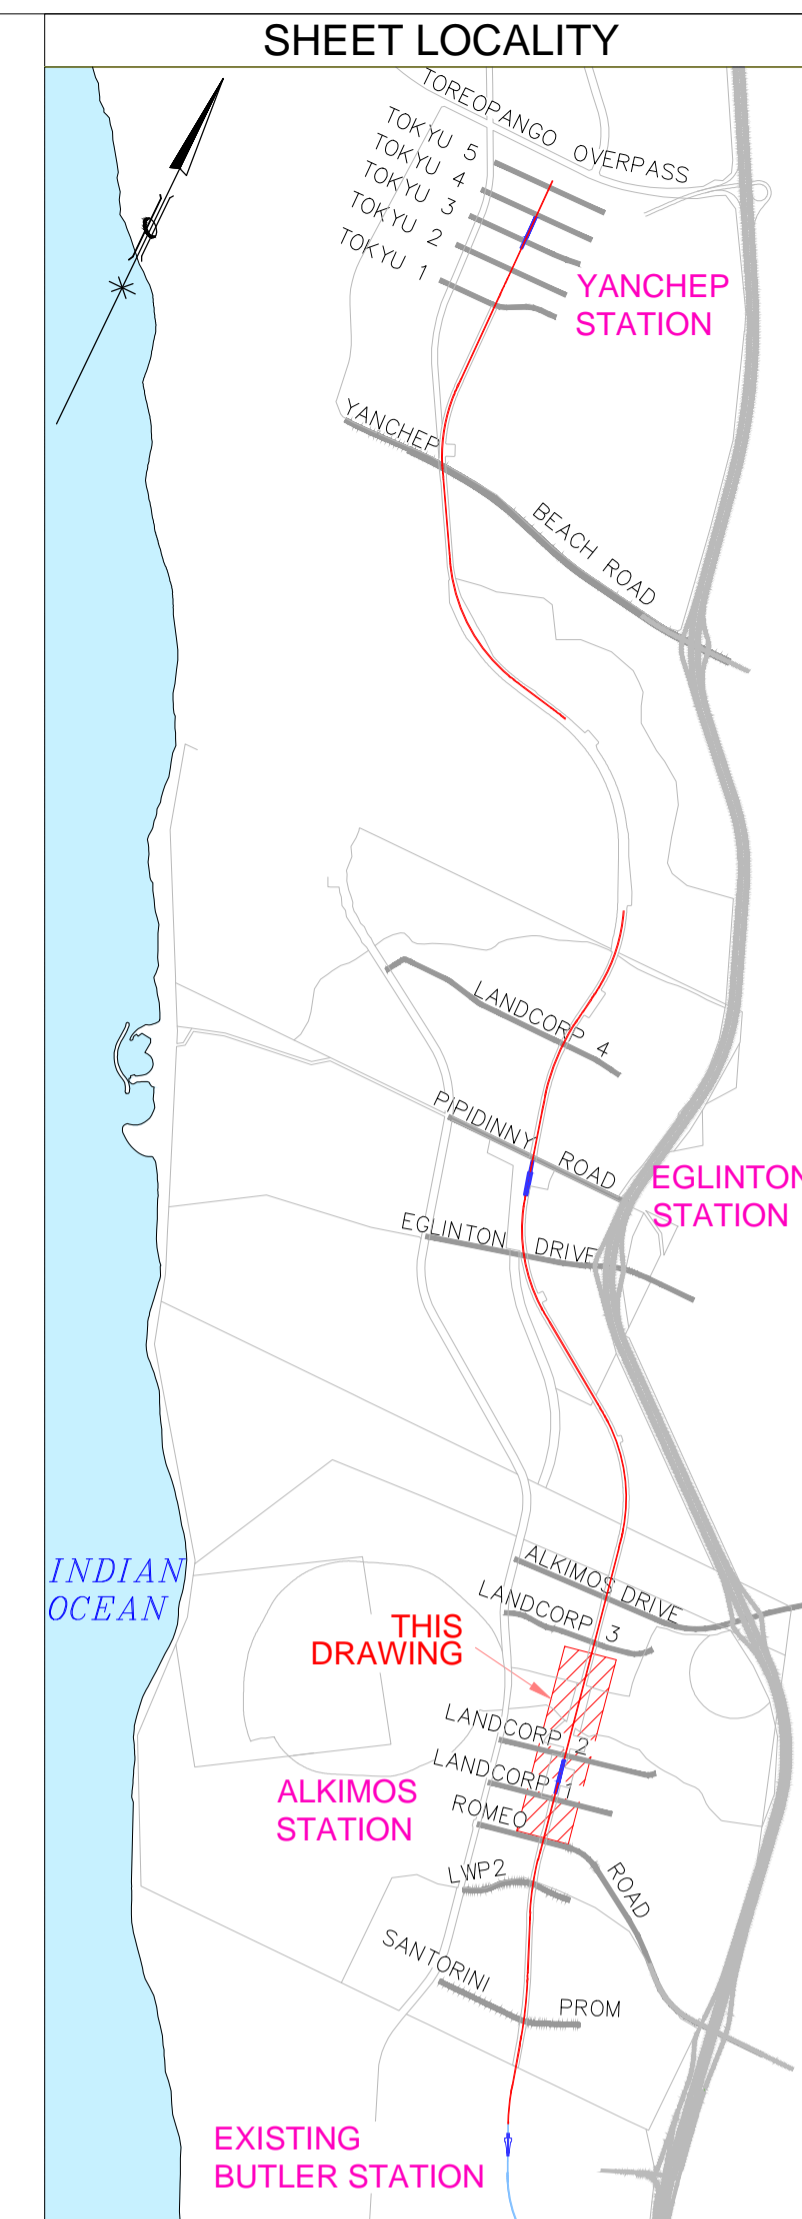 SHEET LOCALITY
TOREOPANGO OVERPASS
TOKYU 5
TOKYU 4
TOKYU 3
TOKYU 2
TOKYU 1
YANCHEP
STATION
YANCHEP BEACH ROAD
LANDCORP 4
PIPIDINNY ROAD
EGLINTON
STATION
EGLINTON DRIVE
INDIAN
OCEAN
ALKIMOS DRIVE
LANDCORP 3
THIS
DRAWING
LANDCORP 2
LANDCORP 1
ALKIMOS
STATION
ROMEO ROAD
LWP2
SANTORINI PROM
EXISTING
BUTLER STATION